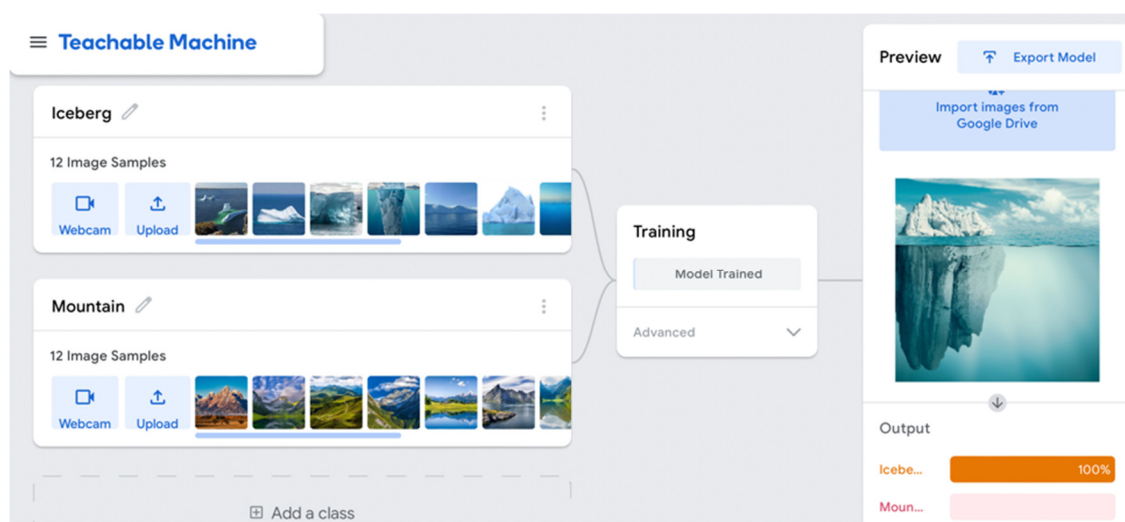 Teachable Machine
Iceberg
12 Image Samples
Webcam
Upload
Mountain
12 Image Samples
Webcam
Upload
Add a class
Training
Model Trained
Advanced
Preview
Export Model
Import images from
Google Drive
Output
Icebe...
100%
Moun...